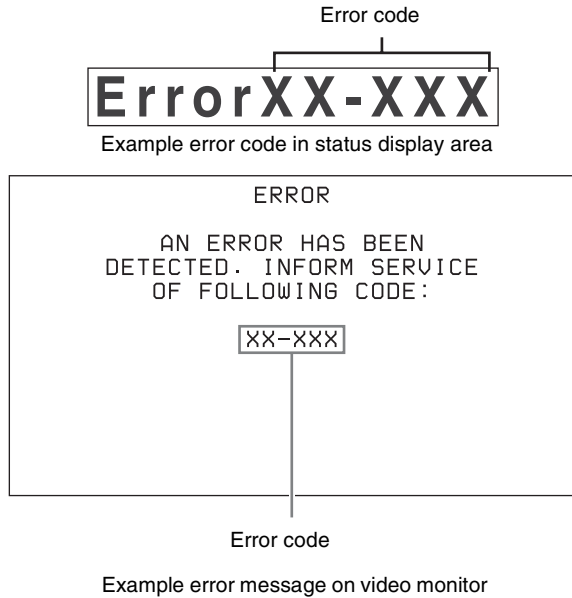 Error code
ErrorXX-XXX
Example error code in status display area
ERROR
AN ERROR HAS BEEN
DETECTED. INFORM SERVICE
OF FOLLOWING CODE:
XX-XXX
Error code
Example error message on video monitor